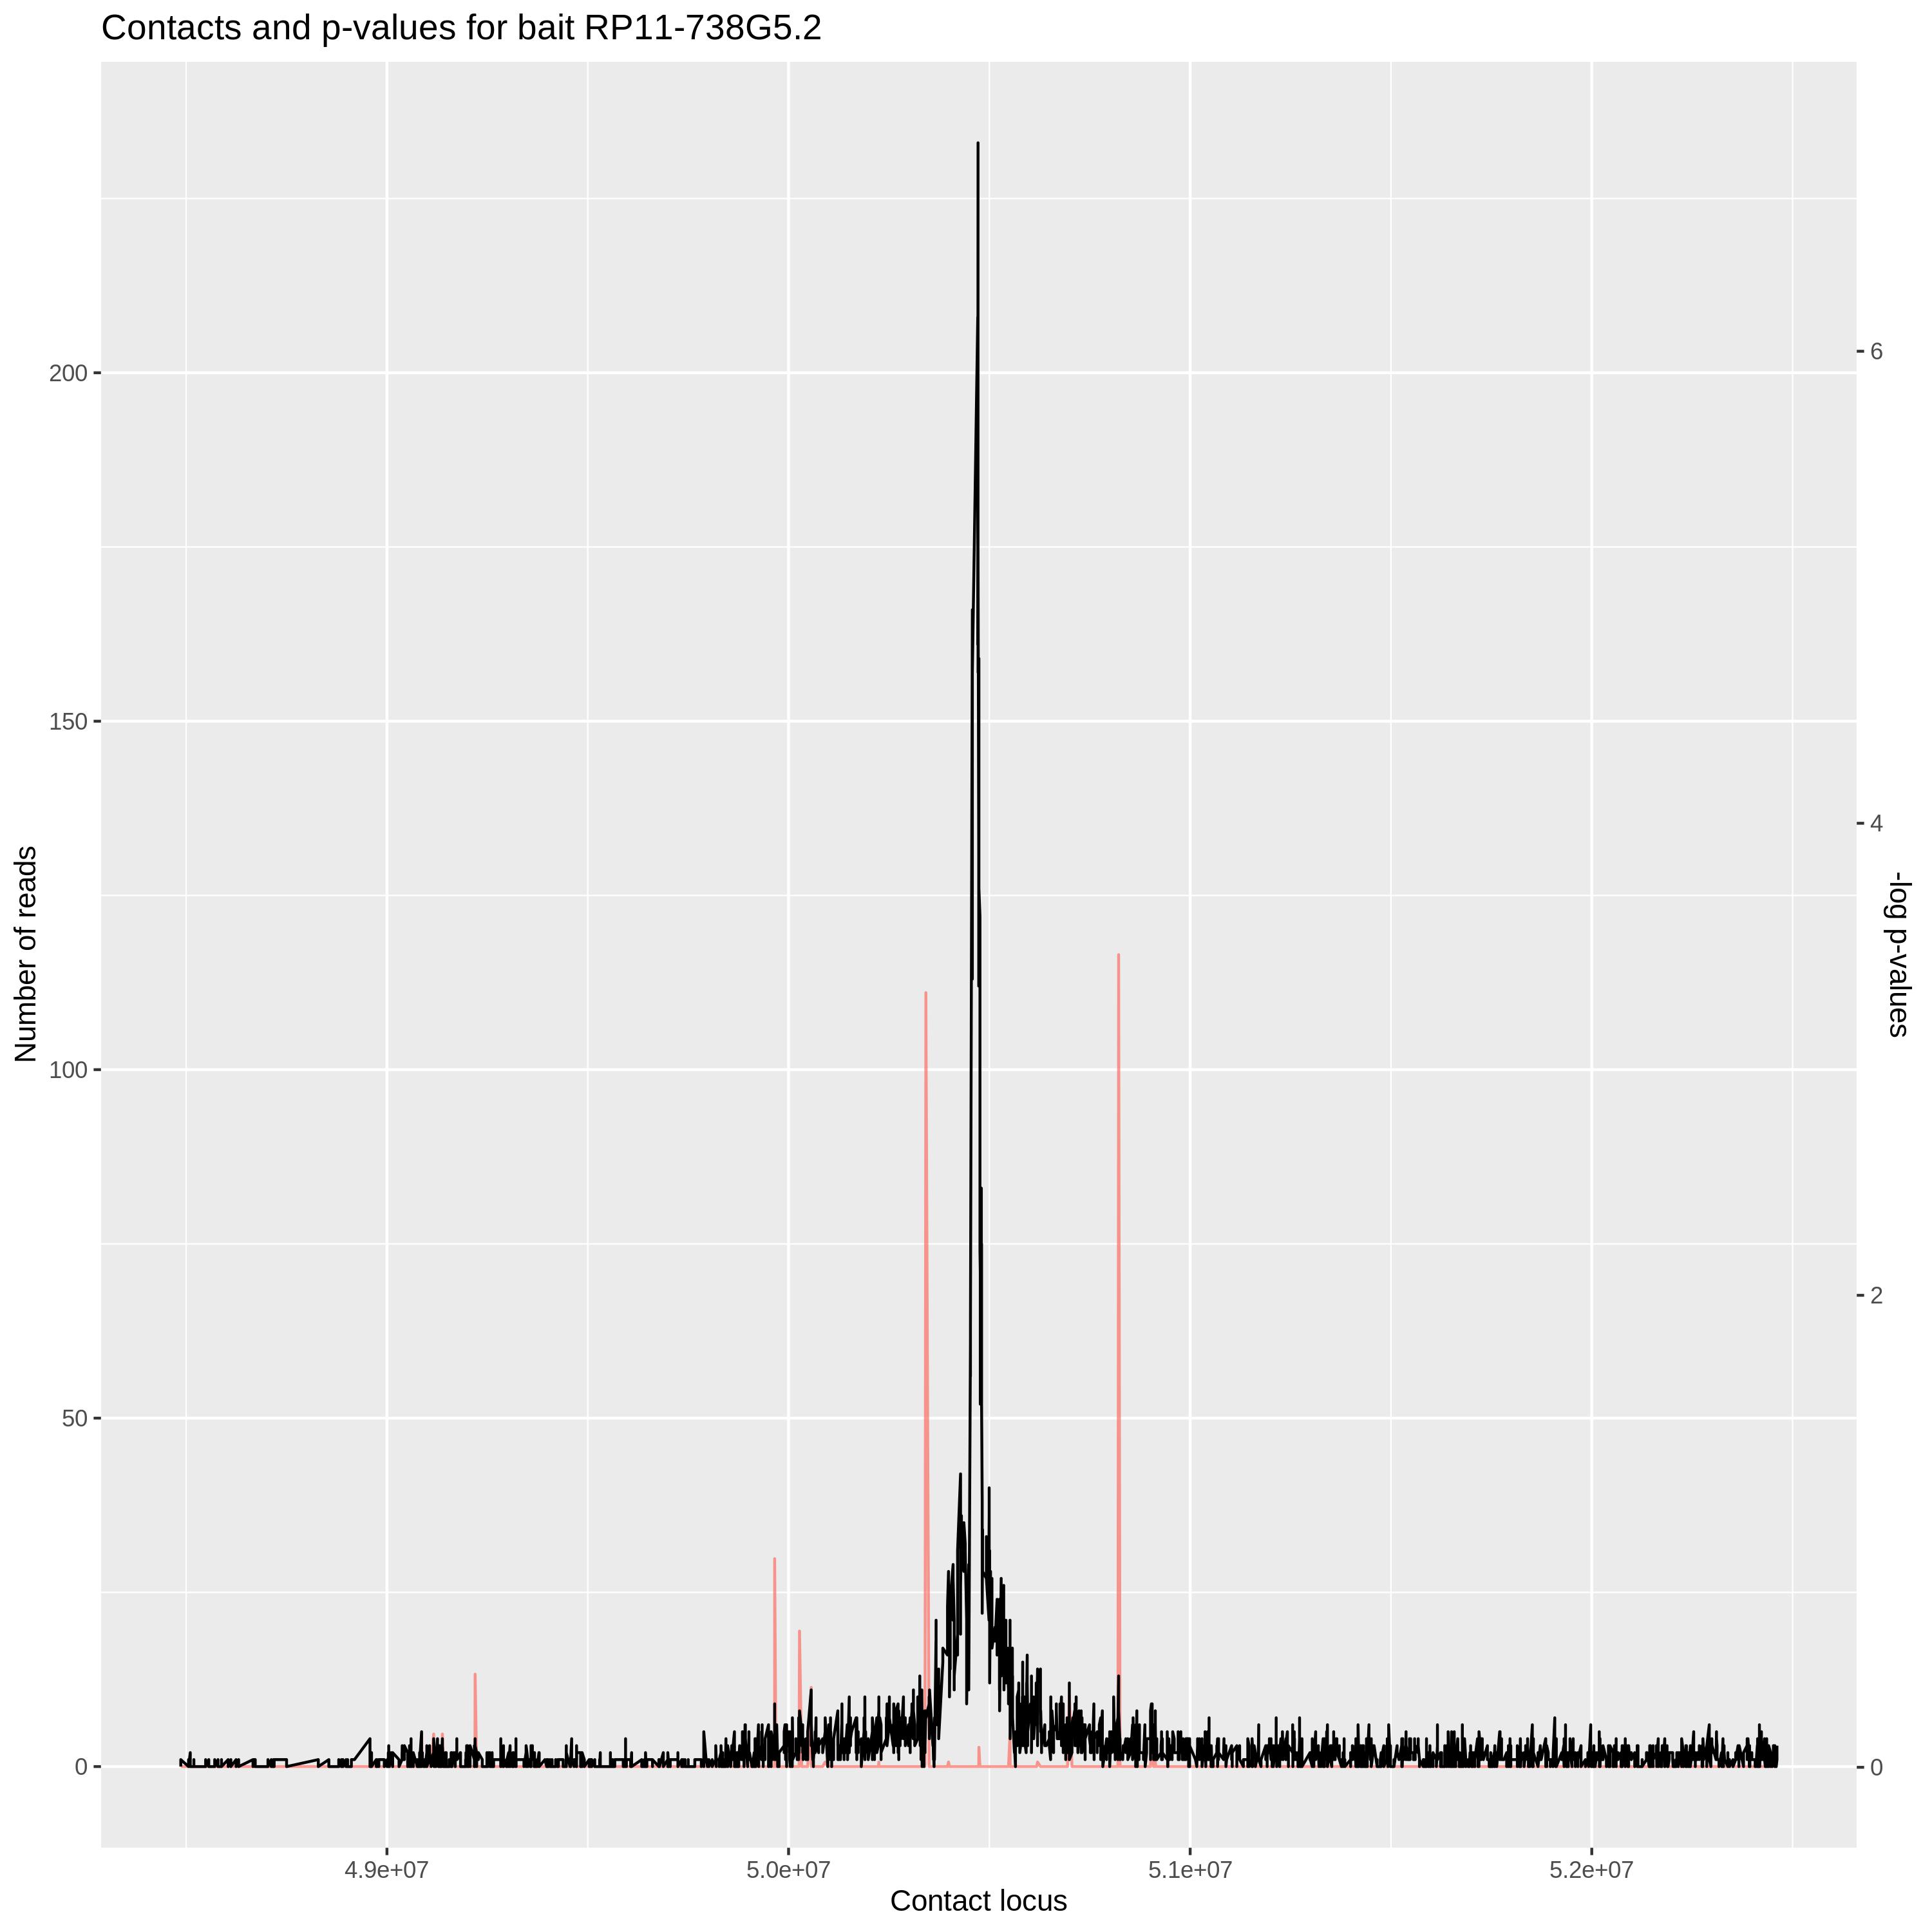 Contacts and p-values for bait RP11-738G5.2
Number of reads
200
150
100
50
0
6
4
2
0
-log p-values
4.9e+07
5.0e+07
5.1e+07
5.2e+07
Contact locus